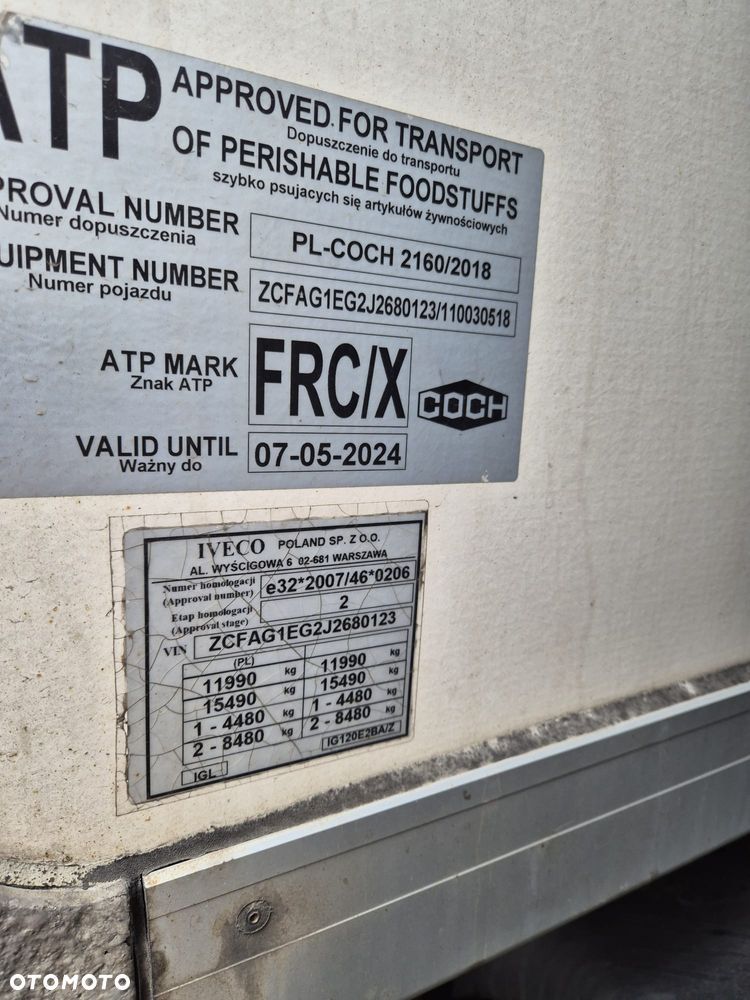 ATP APPROVED FOR TRANSPORT
Dopuszczenie do transportu
OF PERISHABLE FOODSTUFFS
szybko psujacych się artykułów żywnościowych
PROVAL NUMBER PL-COCH 2160/2018
Numer dopuszczenia
UIPMENT NUMBER ZCFAG1EG2J2680123/110030518
Numer pojazdu
ATP MARK FRC/X
Znak ATP
COCH
VALID UNTIL 07-05-2024
Ważny do
IVECO POLAND SP. Z O.O.
AL. WYŚCIGOWA 6 02-681 WARSZAWA
Numer homologacji e32*2007/46*0206
(Approval number)
Etap homologacji 2
(Approval stage)
VIN ZCFAG1EG2J2680123
(PL)
11990 kg 11990 kg
15490 kg 15490 kg
1 - 4480 kg 1 - 4480 kg
2 - 8480 kg 2 - 8480 kg
IGL IG120E2BA/Z
OTOMOTO